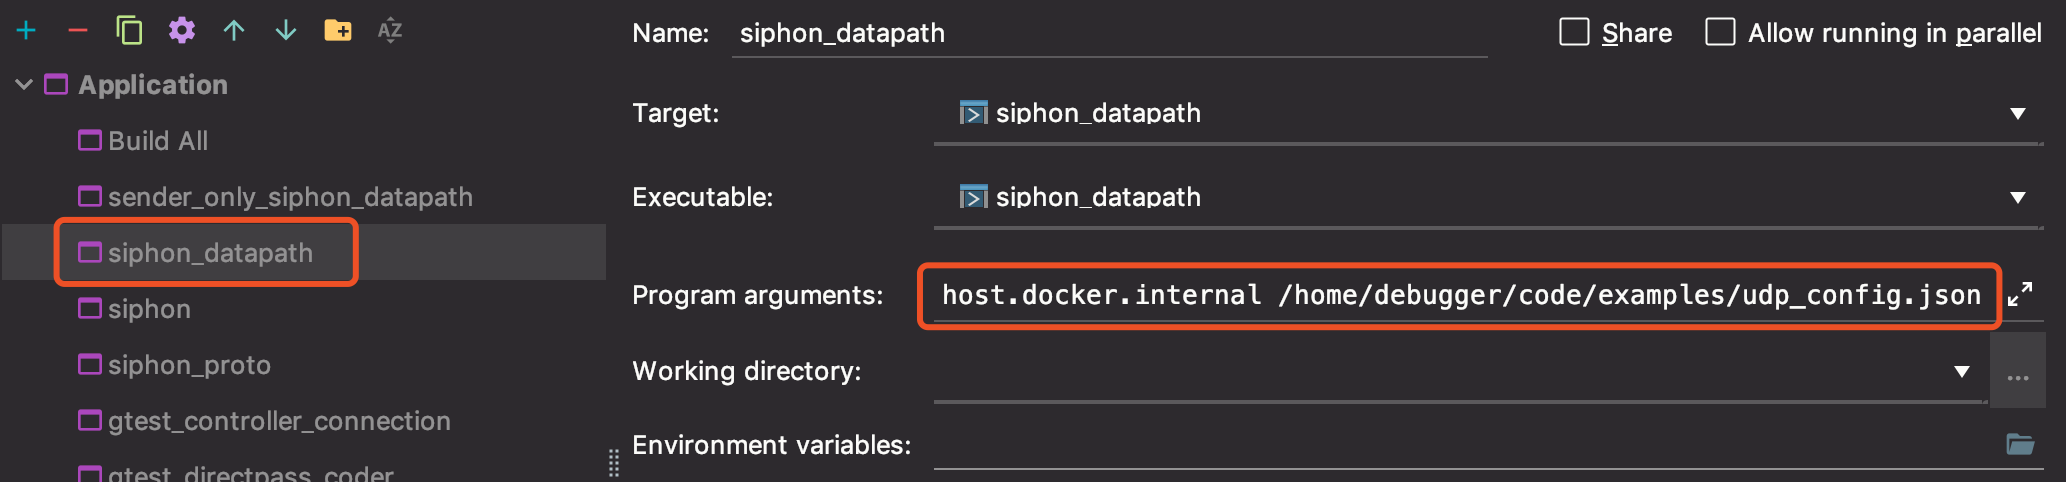 AZ
Application
Build All
sender_only_siphon_datapath
siphon_datapath
siphon
siphon_proto
gtest_controller_connection
gtest_directpass_coder
Name: siphon_datapath
Share
Allow running in parallel
Target: siphon_datapath
Executable: siphon_datapath
Program arguments: host.docker.internal /home/debugger/code/examples/udp_config.json
Working directory:
...
Environment variables: